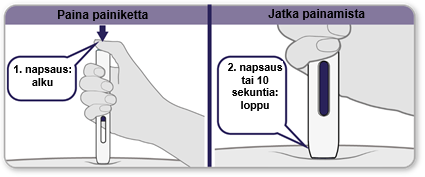 Paina painiketta
1. napsaus:
alku
Jatka painamista
2. napsaus
tai 10
sekuntia:
loppu